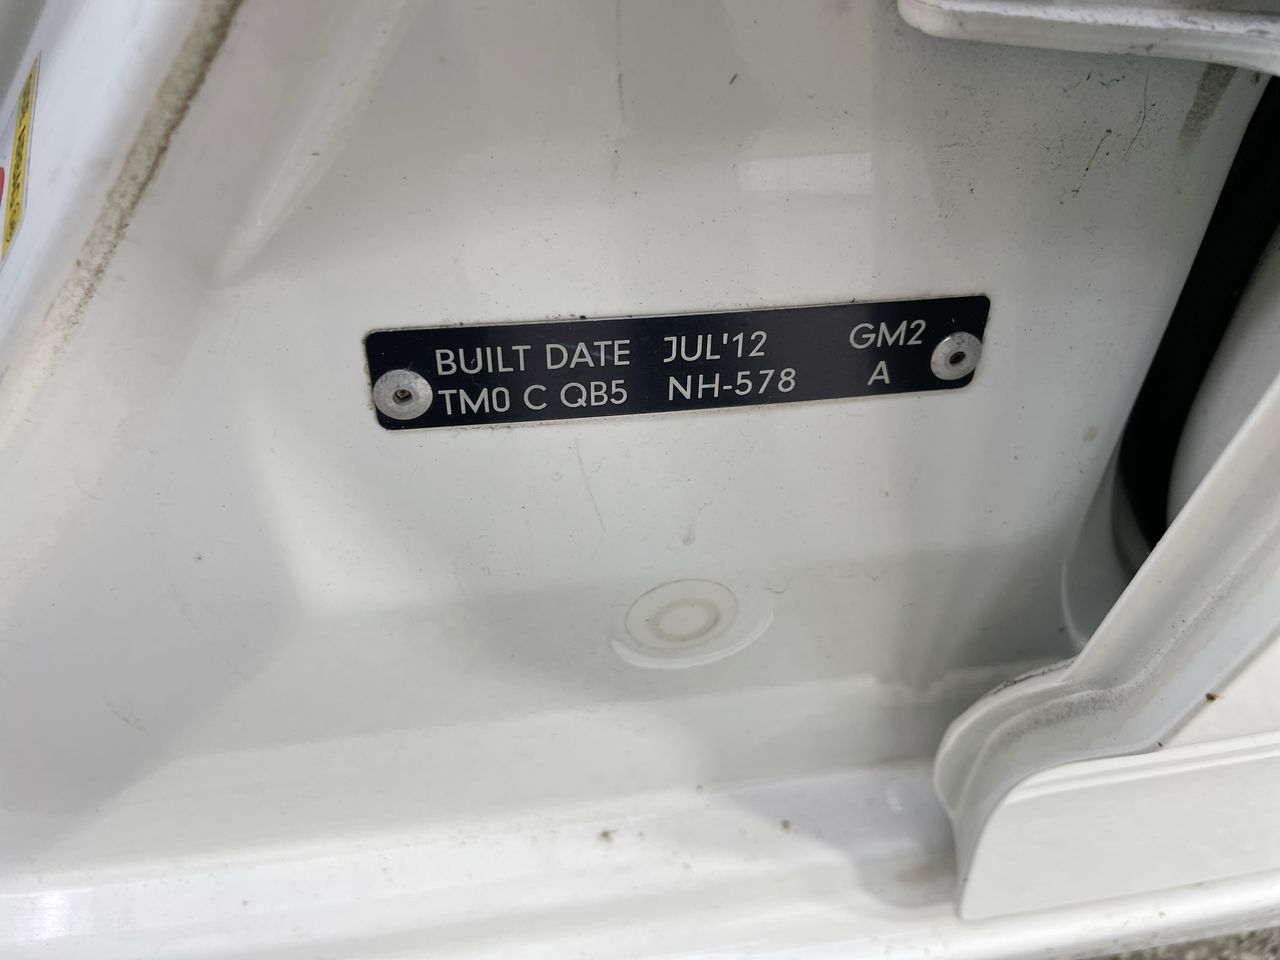 BUILT DATE JUL'12 GM2
TM0 C QB5 NH-578 A